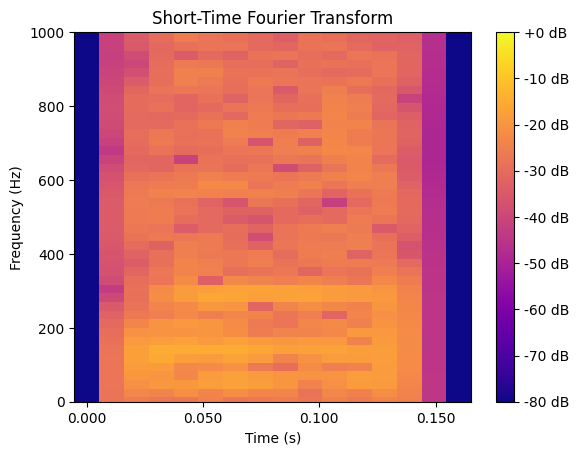 Short-Time Fourier Transform
Frequency (Hz)
1000
800
600
400
200
0
0.000
0.050
0.100
0.150
Time (s)
+0 dB
-10 dB
-20 dB
-30 dB
-40 dB
-50 dB
-60 dB
-70 dB
-80 dB